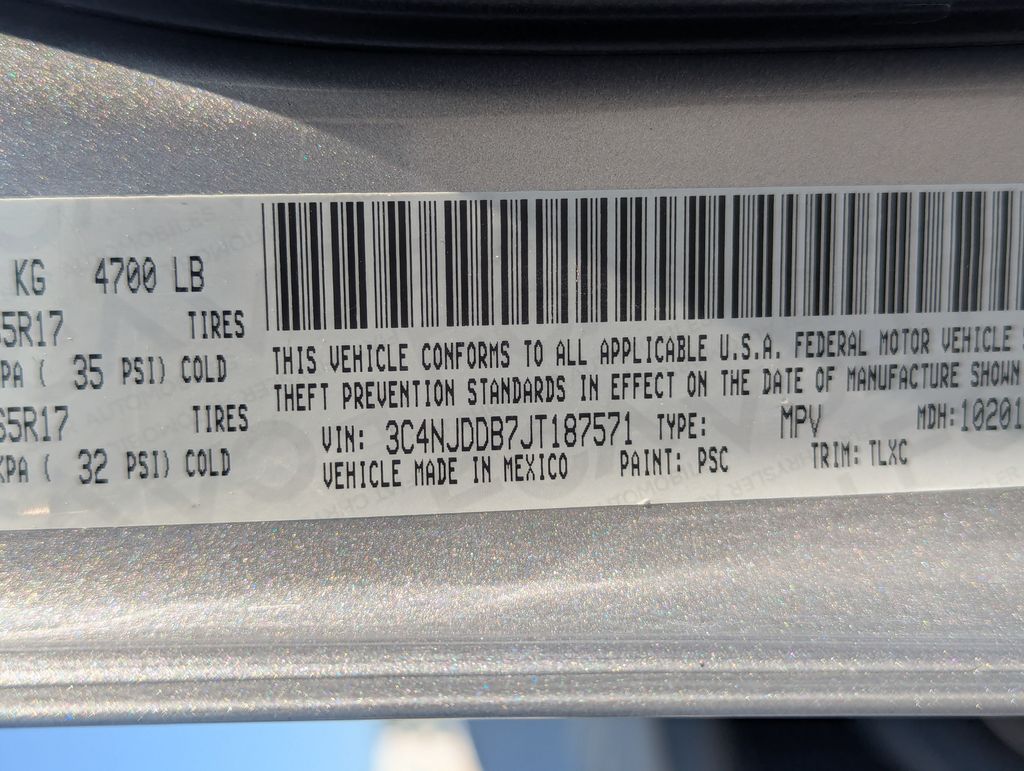 KG 4700 LB
65R17 TIRES
PA ( 35 PSI) COLD
65R17 TIRES
KPA ( 32 PSI) COLD
THIS VEHICLE CONFORMS TO ALL APPLICABLE U.S.A. FEDERAL MOTOR VEHICLE
THEFT PREVENTION STANDARDS IN EFFECT ON THE DATE OF MANUFACTURE SHOWN
VIN: 3C4NJDDB7JT187571 TYPE: MPV MDH: 10201
VEHICLE MADE IN MEXICO PAINT: PSC TRIM: TLXC